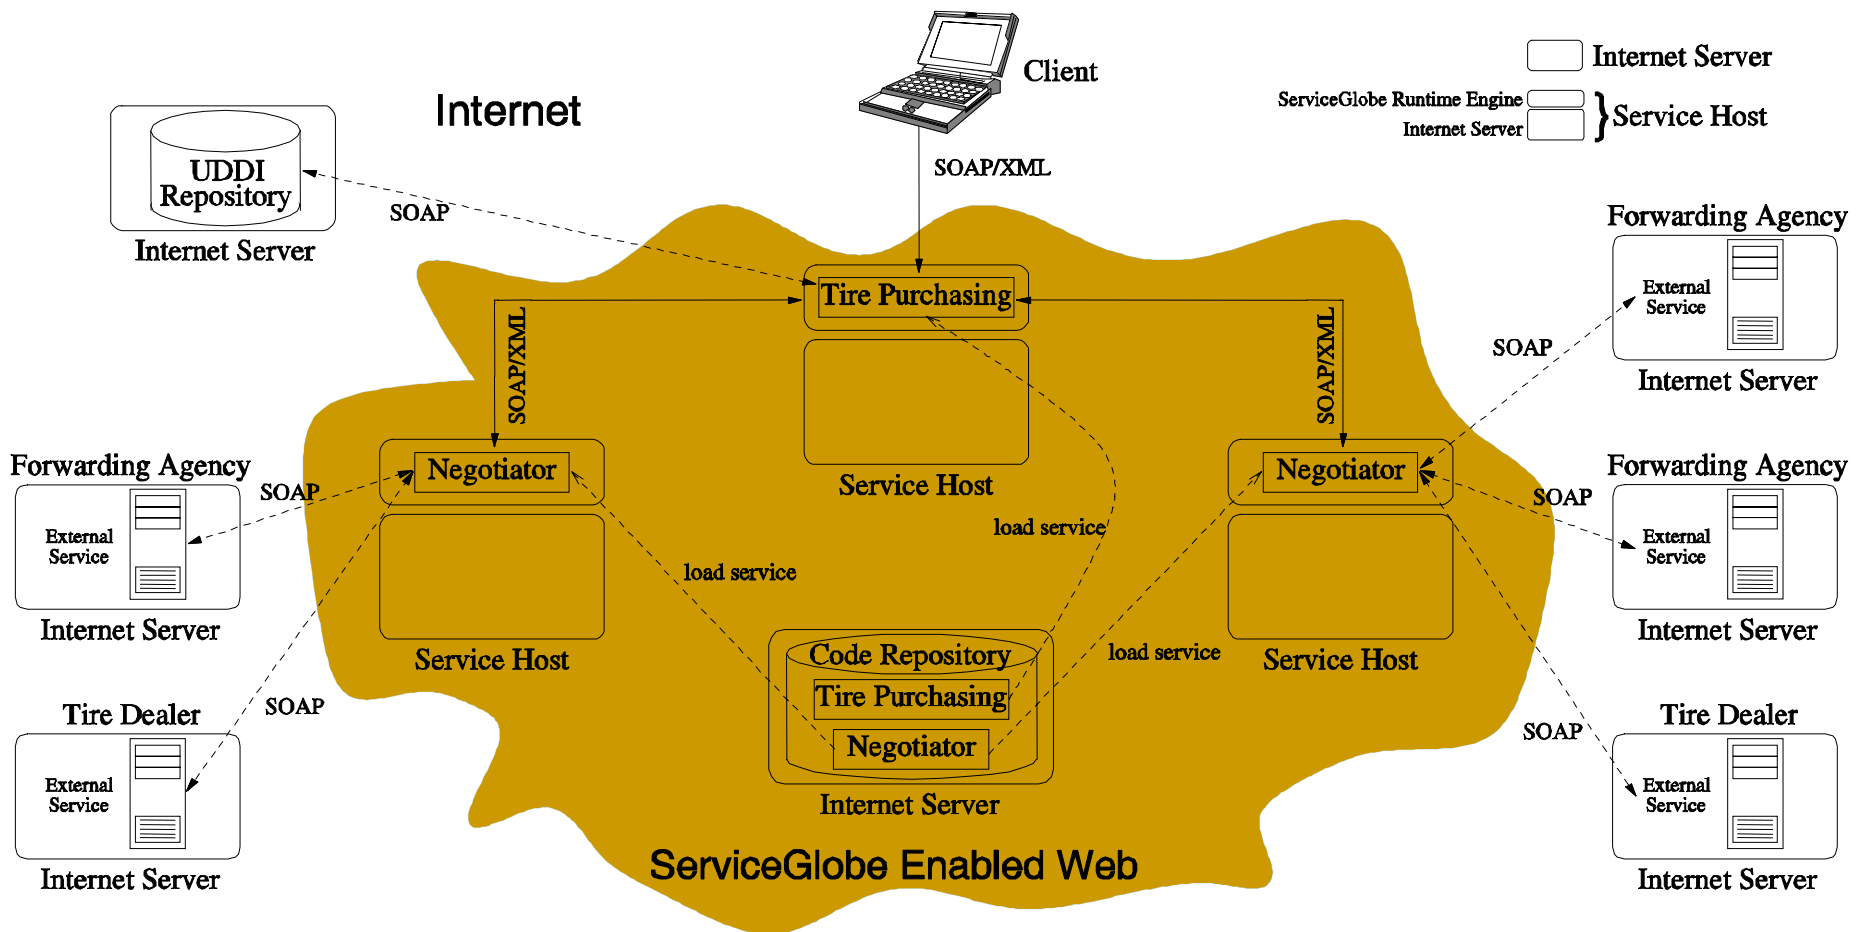 Client
Internet
Internet Server
ServiceGlobe Runtime Engine
Internet Server
Service Host
UDDI
Repository
Internet Server
SOAP
SOAP/XML
Tire Purchasing
Service Host
SOAP/XML
SOAP/XML
Forwarding Agency
External
Service
Internet Server
SOAP
Forwarding Agency
External
Service
Internet Server
SOAP
Negotiator
Service Host
load service
load service
Negotiator
Service Host
load service
Forwarding Agency
External
Service
Internet Server
SOAP
Tire Dealer
External
Service
Internet Server
SOAP
Code Repository
Tire Purchasing
Negotiator
Internet Server
Tire Dealer
External
Service
Internet Server
SOAP
ServiceGlobe Enabled Web